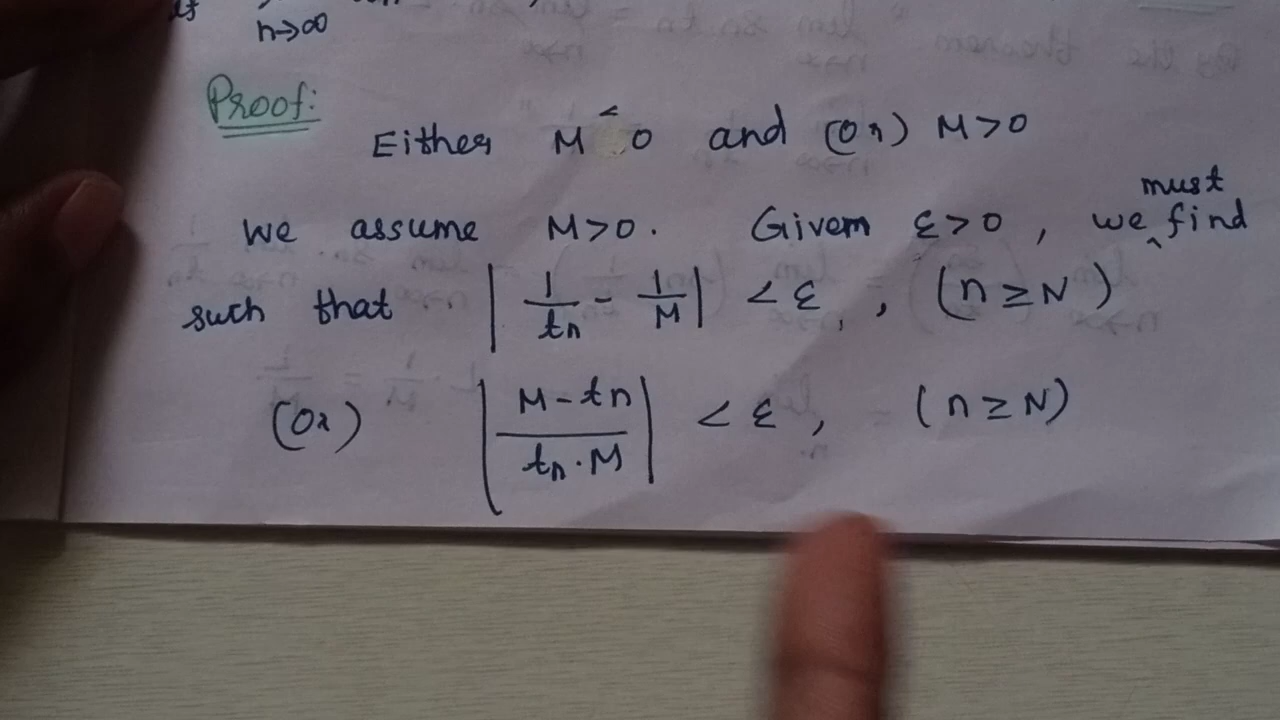 n→∞
Proof:
Either M < 0 and (Or) M>0
We assume M>0. Given ε>0, we must find
such that |1/tn - 1/M| < ε, (n ≥ N)
(Or) |M-tn / tn·M| < ε, (n ≥ N)